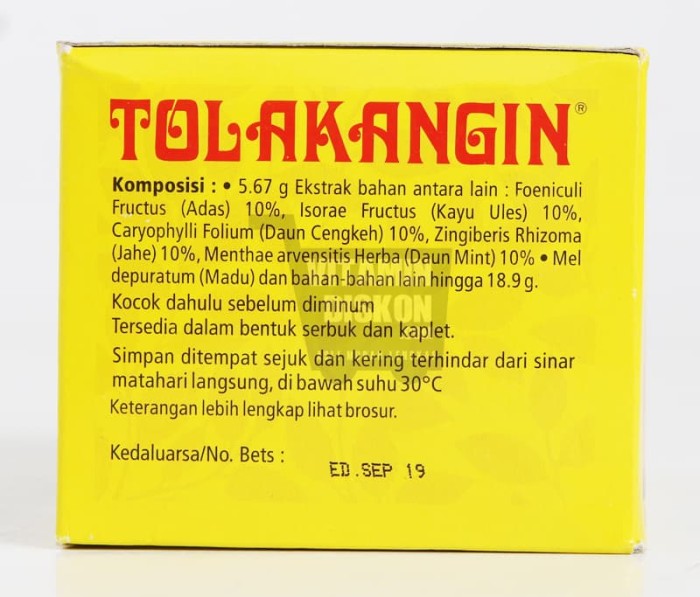 TOLAKANGIN®
Komposisi : • 5.67 g Ekstrak bahan antara lain : Foeniculi
Fructus (Adas) 10%, Isorae Fructus (Kayu Ules) 10%,
Caryophylli Folium (Daun Cengkeh) 10%, Zingiberis Rhizoma
(Jahe) 10%, Menthae arvensitis Herba (Daun Mint) 10% • Mel
depuratum (Madu) dan bahan-bahan lain hingga 18.9 g.
VITAMIN
DISKON
Kocok dahulu sebelum diminum
Tersedia dalam bentuk serbuk dan kaplet.
Simpan ditempat sejuk dan kering terhindar dari sinar
matahari langsung, di bawah suhu 30°C
Keterangan lebih lengkap lihat brosur.
Kedaluarsa/No. Bets :
ED.SEP 19